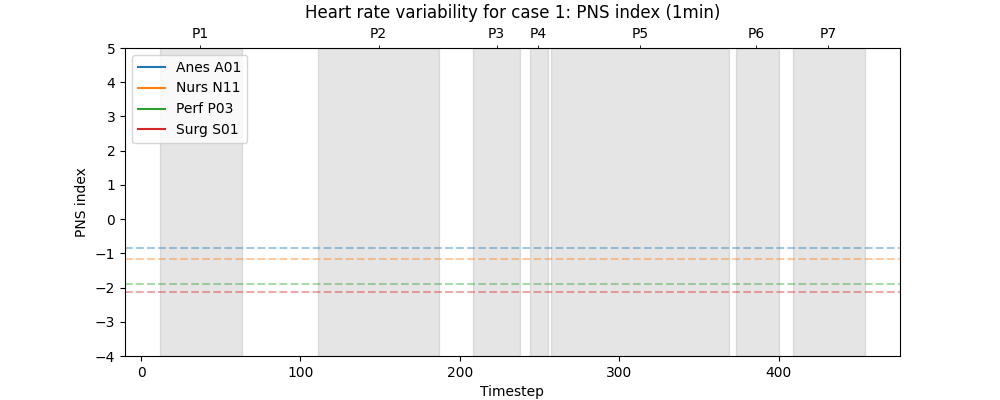 Heart rate variability for case 1: PNS index (1min)
P1 P2 P3 P4 P5 P6 P7
5
4
3
2
1
0
−1
−2
−3
−4
PNS index
Anes A01
Nurs N11
Perf P03
Surg S01
0 100 200 300 400
Timestep